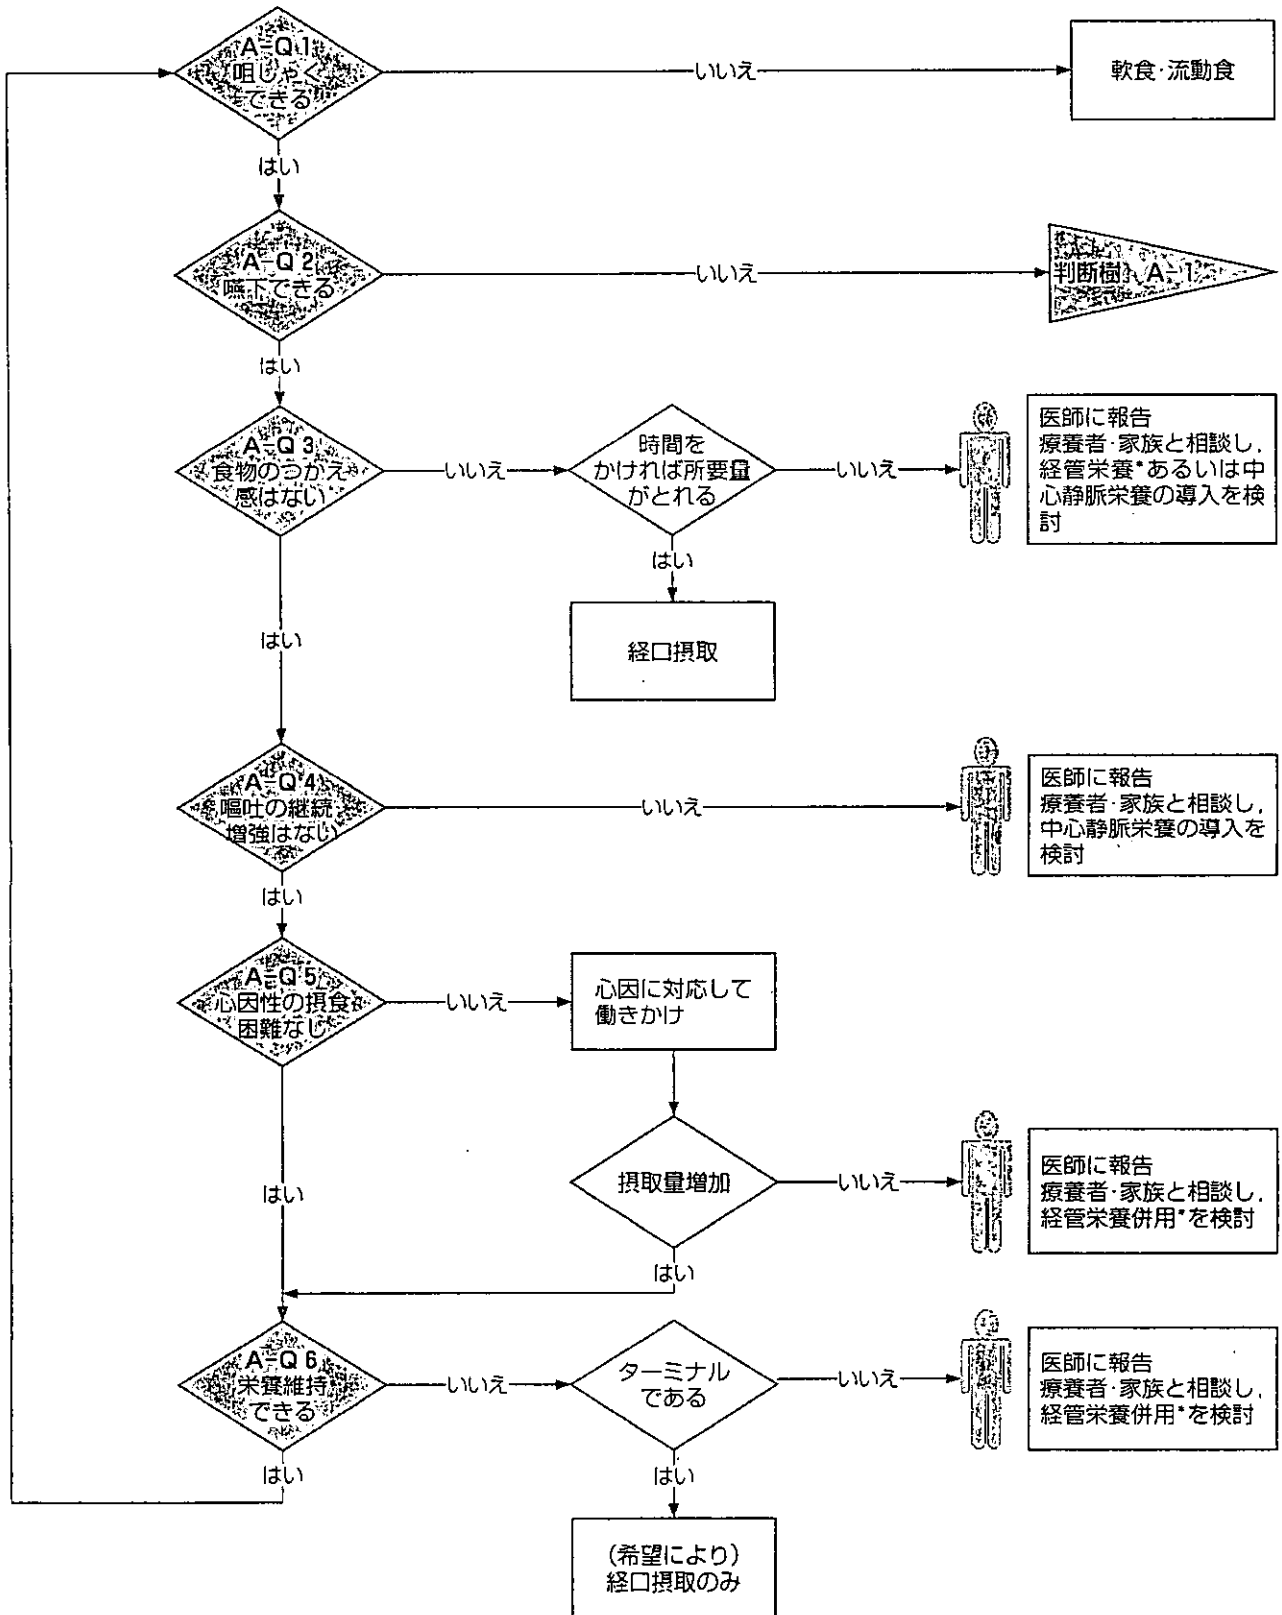 A-Q 1
咀しゃく
できる
いいえ
軟食・流動食
はい
A-Q 2
嚥下できる
いいえ
判断樹 A-1
はい
A-Q 3
食物のつかえ
感はない
いいえ
時間を
かければ所要量
がとれる
いいえ
医師に報告
療養者・家族と相談し,
経管栄養*あるいは中
心静脈栄養の導入を検
討
はい
経口摂取
はい
A-Q 4
嘔吐の継続
増強はない
いいえ
医師に報告
療養者・家族と相談し,
中心静脈栄養の導入を
検討
はい
A-Q 5
心因性の摂食
困難なし
いいえ
心因に対応して
働きかけ
はい
摂取量増加
いいえ
医師に報告
療養者・家族と相談し,
経管栄養併用*を検討
はい
A-Q 6
栄養維持
できる
いいえ
ターミナル
である
いいえ
医師に報告
療養者・家族と相談し,
経管栄養併用*を検討
はい
はい
(希望により)
経口摂取のみ